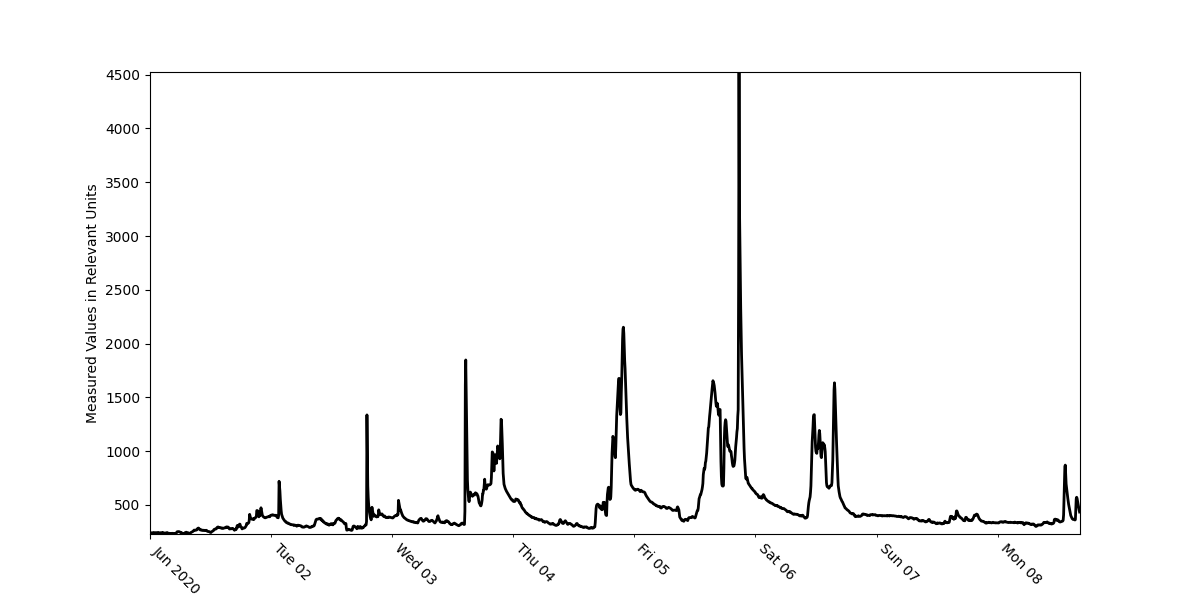 4500
4000
3500
3000
2500
2000
1500
1000
500
Measured Values in Relevant Units
Jun 2020
Tue 02
Wed 03
Thu 04
Fri 05
Sat 06
Sun 07
Mon 08